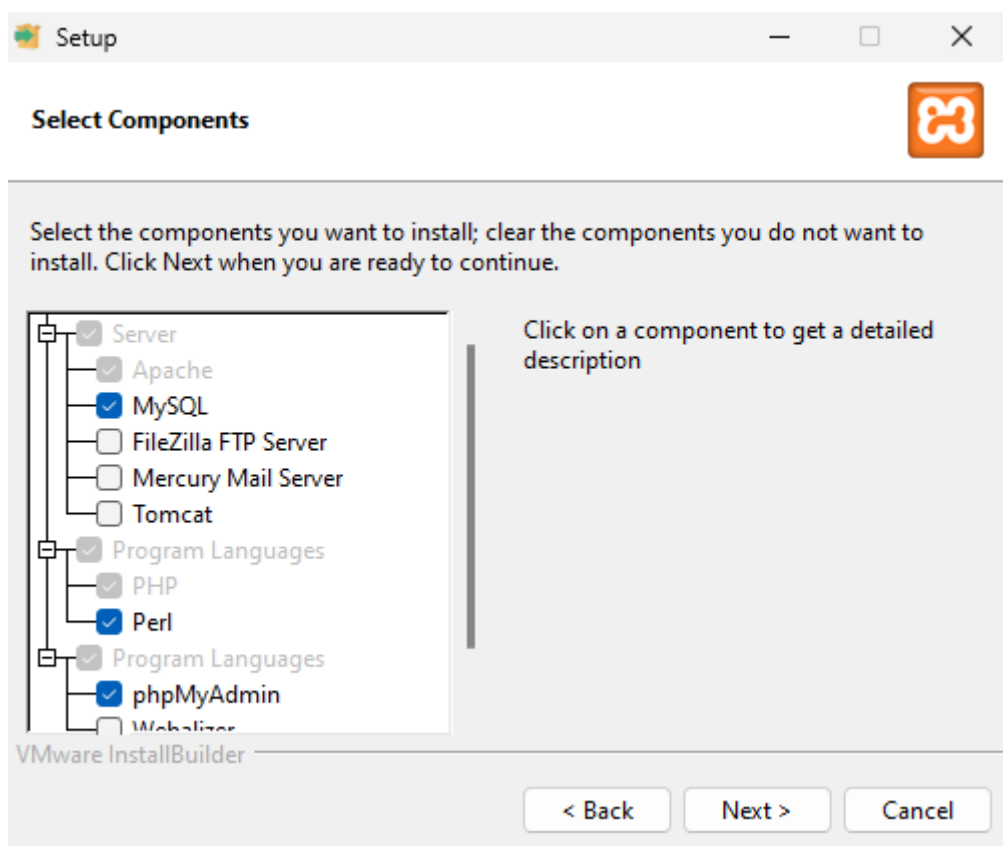 Setup
Select Components
Select the components you want to install; clear the components you do not want to
install. Click Next when you are ready to continue.
Server
Apache
MySQL
FileZilla FTP Server
Mercury Mail Server
Tomcat
Program Languages
PHP
Perl
Program Languages
phpMyAdmin
Webalizer
Click on a component to get a detailed
description
VMware InstallBuilder
< Back
Next >
Cancel